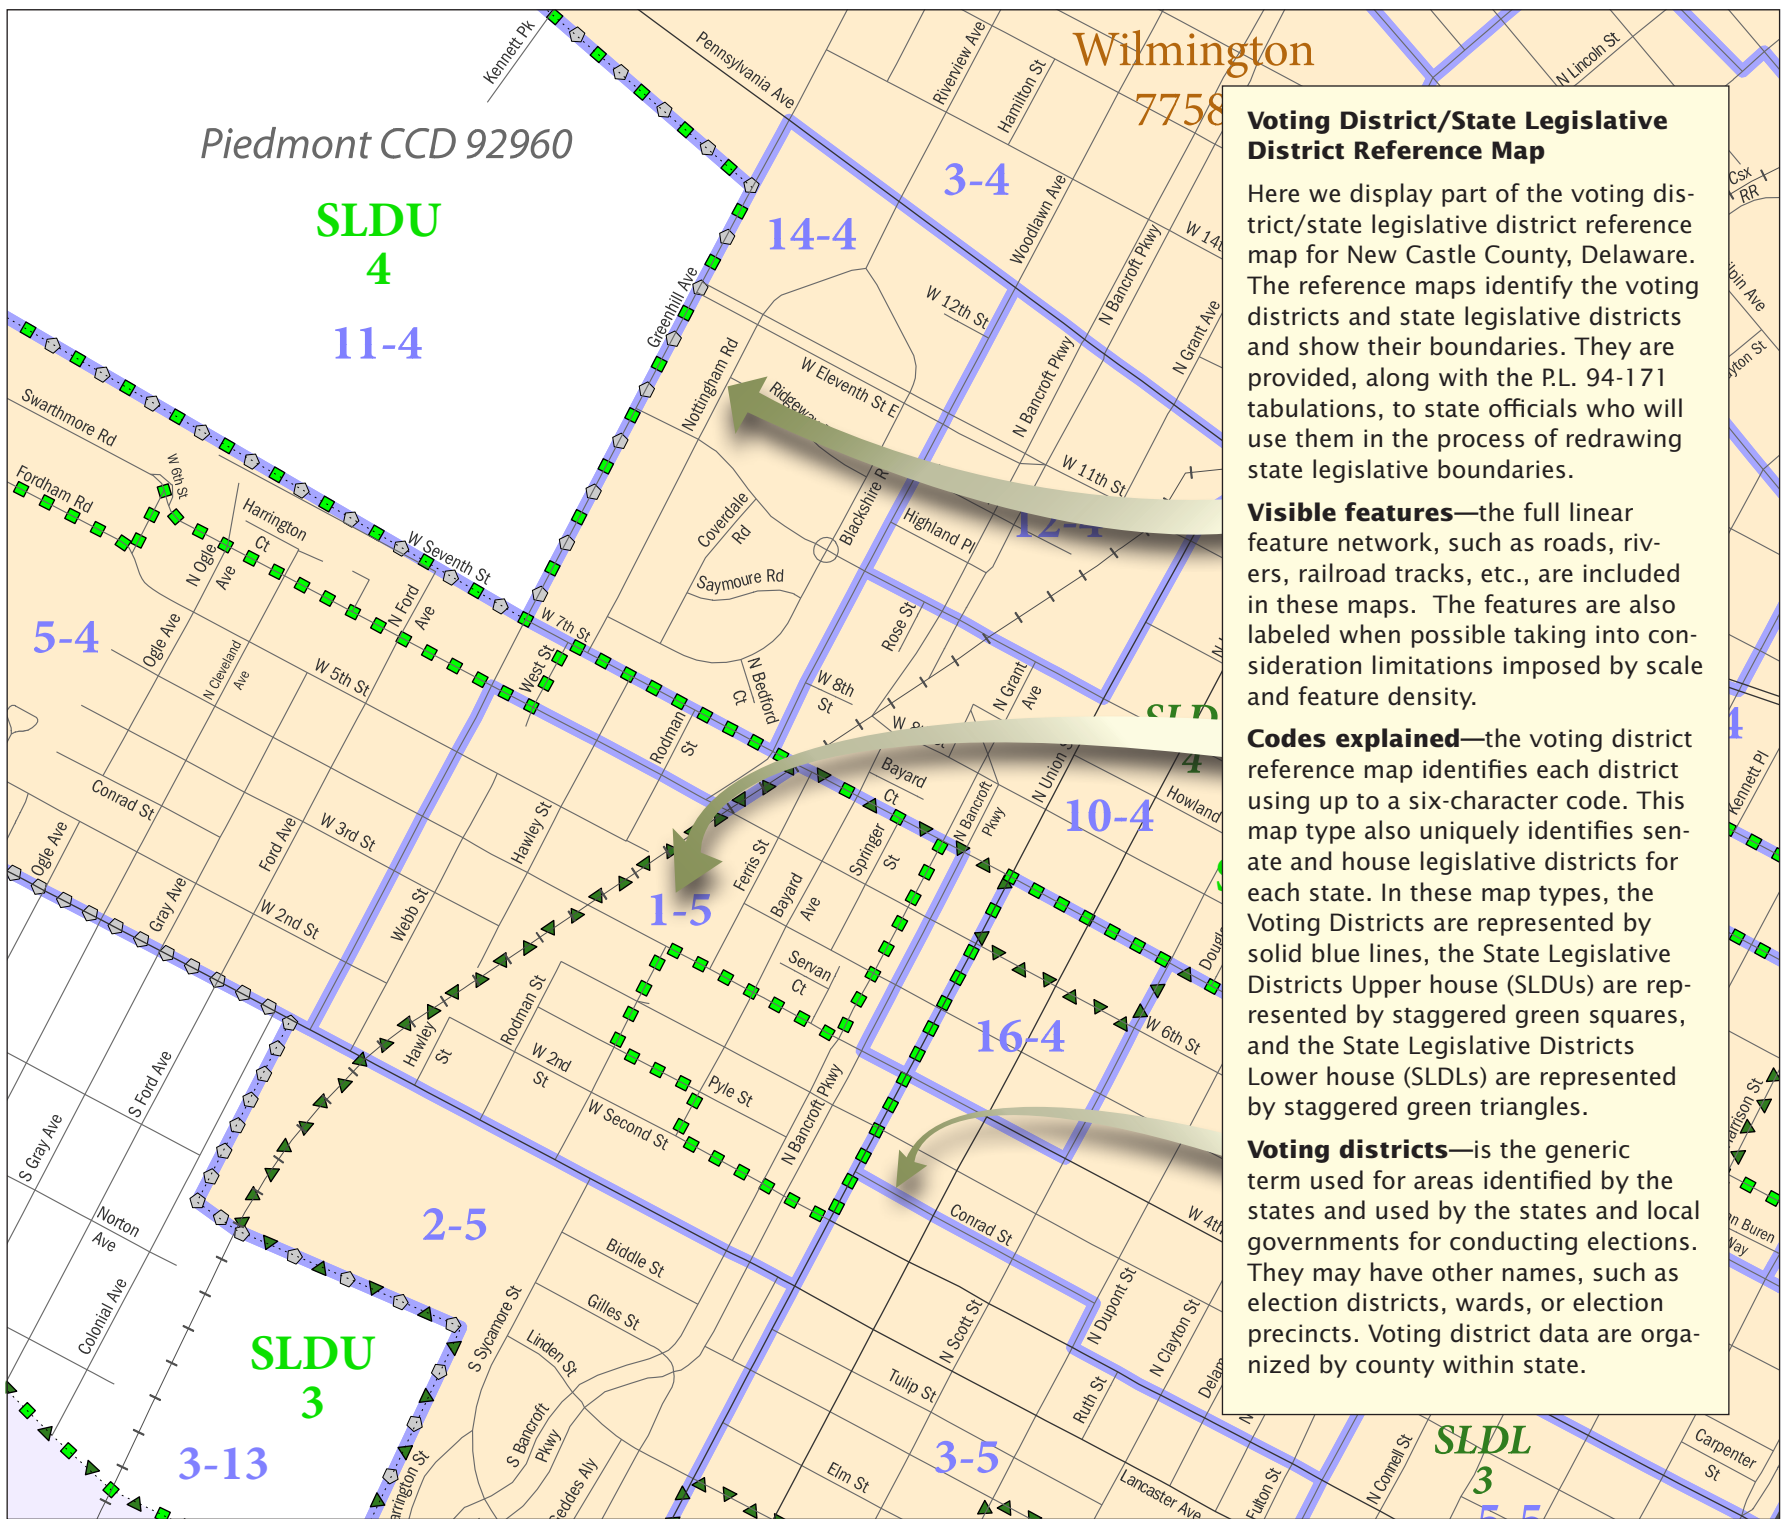 Kennett Pk
Pennsylvania Ave
Riverview Ave
Hamilton St
Wilmington
7758
N Lincoln St
Piedmont CCD 92960
SLDU
4
11-4
3-4
14-4
Woodlawn Ave
N Bancroft Pkwy
W 14t
W 12th St
N Grant Ave
Greenhill Ave
Nottingham Rd
W Eleventh St E
Ridgeway
N Bancroft Pkwy
W 11th St
Csx
RR
Swarthmore Rd
W 6th St
Fordham Rd
Harrington
Ct
N Ogle
Ave
W Seventh St
Coverdale
Rd
Blackshire R
Highland Pl
12-4
Saymoure Rd
N Ford
Ave
W 7th St
Rose St
5-4
Ogle Ave
N Cleveland
Ave
W 5th St
West St
N Bedford
Ct
W 8th
St
N Grant
Ave
Rodman
St
SLD
4
Conrad St
Ogle Ave
Ford Ave
W 3rd St
Hawley St
Bayard
Ct
N Bancroft
Pkwy
N Union S
10-4
Howland
Kennett Pl
Gray Ave
W 2nd St
Webb St
1-5
Ferris St
Bayard
Ave
Springer
St
Servan
Ct
Dougl
Rodman St
Hawley
St
W 2nd
St
16-4
W 6th St
S Ford Ave
S Gray Ave
Pyle St
W Second St
N Bancroft Pkwy
Norton
Ave
Colonial Ave
2-5
Biddle St
Gilles St
Linden St
S Sycamore St
Conrad St
W 4th
N Dupont St
N Scott St
N Clayton St
Delam
SLDU
3
3-13
S Bancroft
Pkwy
Tulip St
Ruth St
3-5
Elm St
Lancaster Ave
Fulton St
N Connell St
SLDL
3
5-5
Carpenter
St
Voting District/State Legislative
District Reference Map
Here we display part of the voting dis-
trict/state legislative district reference
map for New Castle County, Delaware.
The reference maps identify the voting
districts and state legislative districts
and show their boundaries. They are
provided, along with the P.L. 94-171
tabulations, to state officials who will
use them in the process of redrawing
state legislative boundaries.
Visible features—the full linear
feature network, such as roads, riv-
ers, railroad tracks, etc., are included
in these maps.  The features are also
labeled when possible taking into con-
sideration limitations imposed by scale
and feature density.
Codes explained—the voting district
reference map identifies each district
using up to a six-character code. This
map type also uniquely identifies sen-
ate and house legislative districts for
each state. In these map types, the
Voting Districts are represented by
solid blue lines, the State Legislative
Districts Upper house (SLDUs) are rep-
resented by staggered green squares,
and the State Legislative Districts
Lower house (SLDLs) are represented
by staggered green triangles.
Voting districts—is the generic
term used for areas identified by the
states and used by the states and local
governments for conducting elections.
They may have other names, such as
election districts, wards, or election
precincts. Voting district data are orga-
nized by county within state.